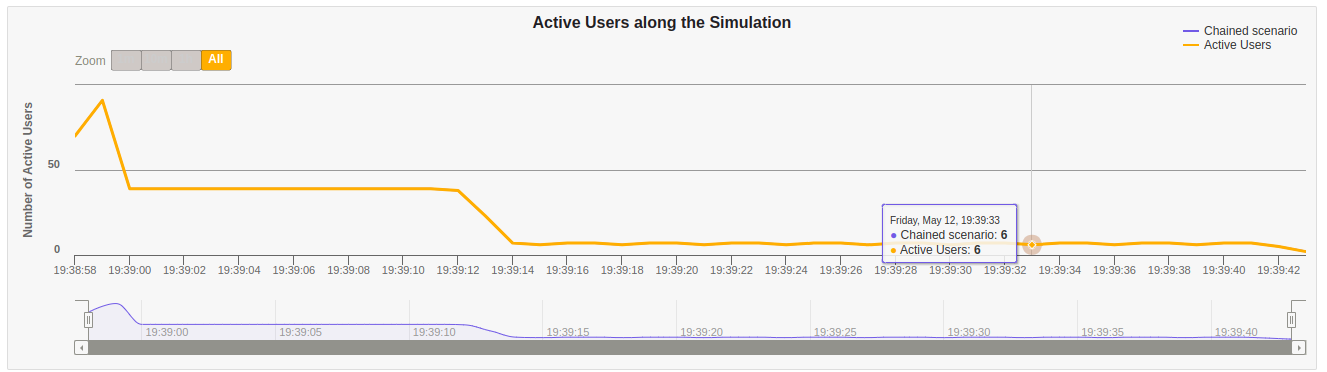 Active Users along the Simulation
Chained scenario
Active Users
Zoom
All
Number of Active Users
50
0
Friday, May 12, 19:39:33
● Chained scenario: 6
● Active Users: 6
19:38:58 19:39:00 19:39:02 19:39:04 19:39:06 19:39:08 19:39:10 19:39:12 19:39:14 19:39:16 19:39:18 19:39:20 19:39:22 19:39:24 19:39:26 19:39:28 19:39:30 19:39:32 19:39:34 19:39:36 19:39:38 19:39:40 19:39:42
19:39:00 19:39:05 19:39:10 19:39:15 19:39:20 19:39:25 19:39:30 19:39:35 19:39:40